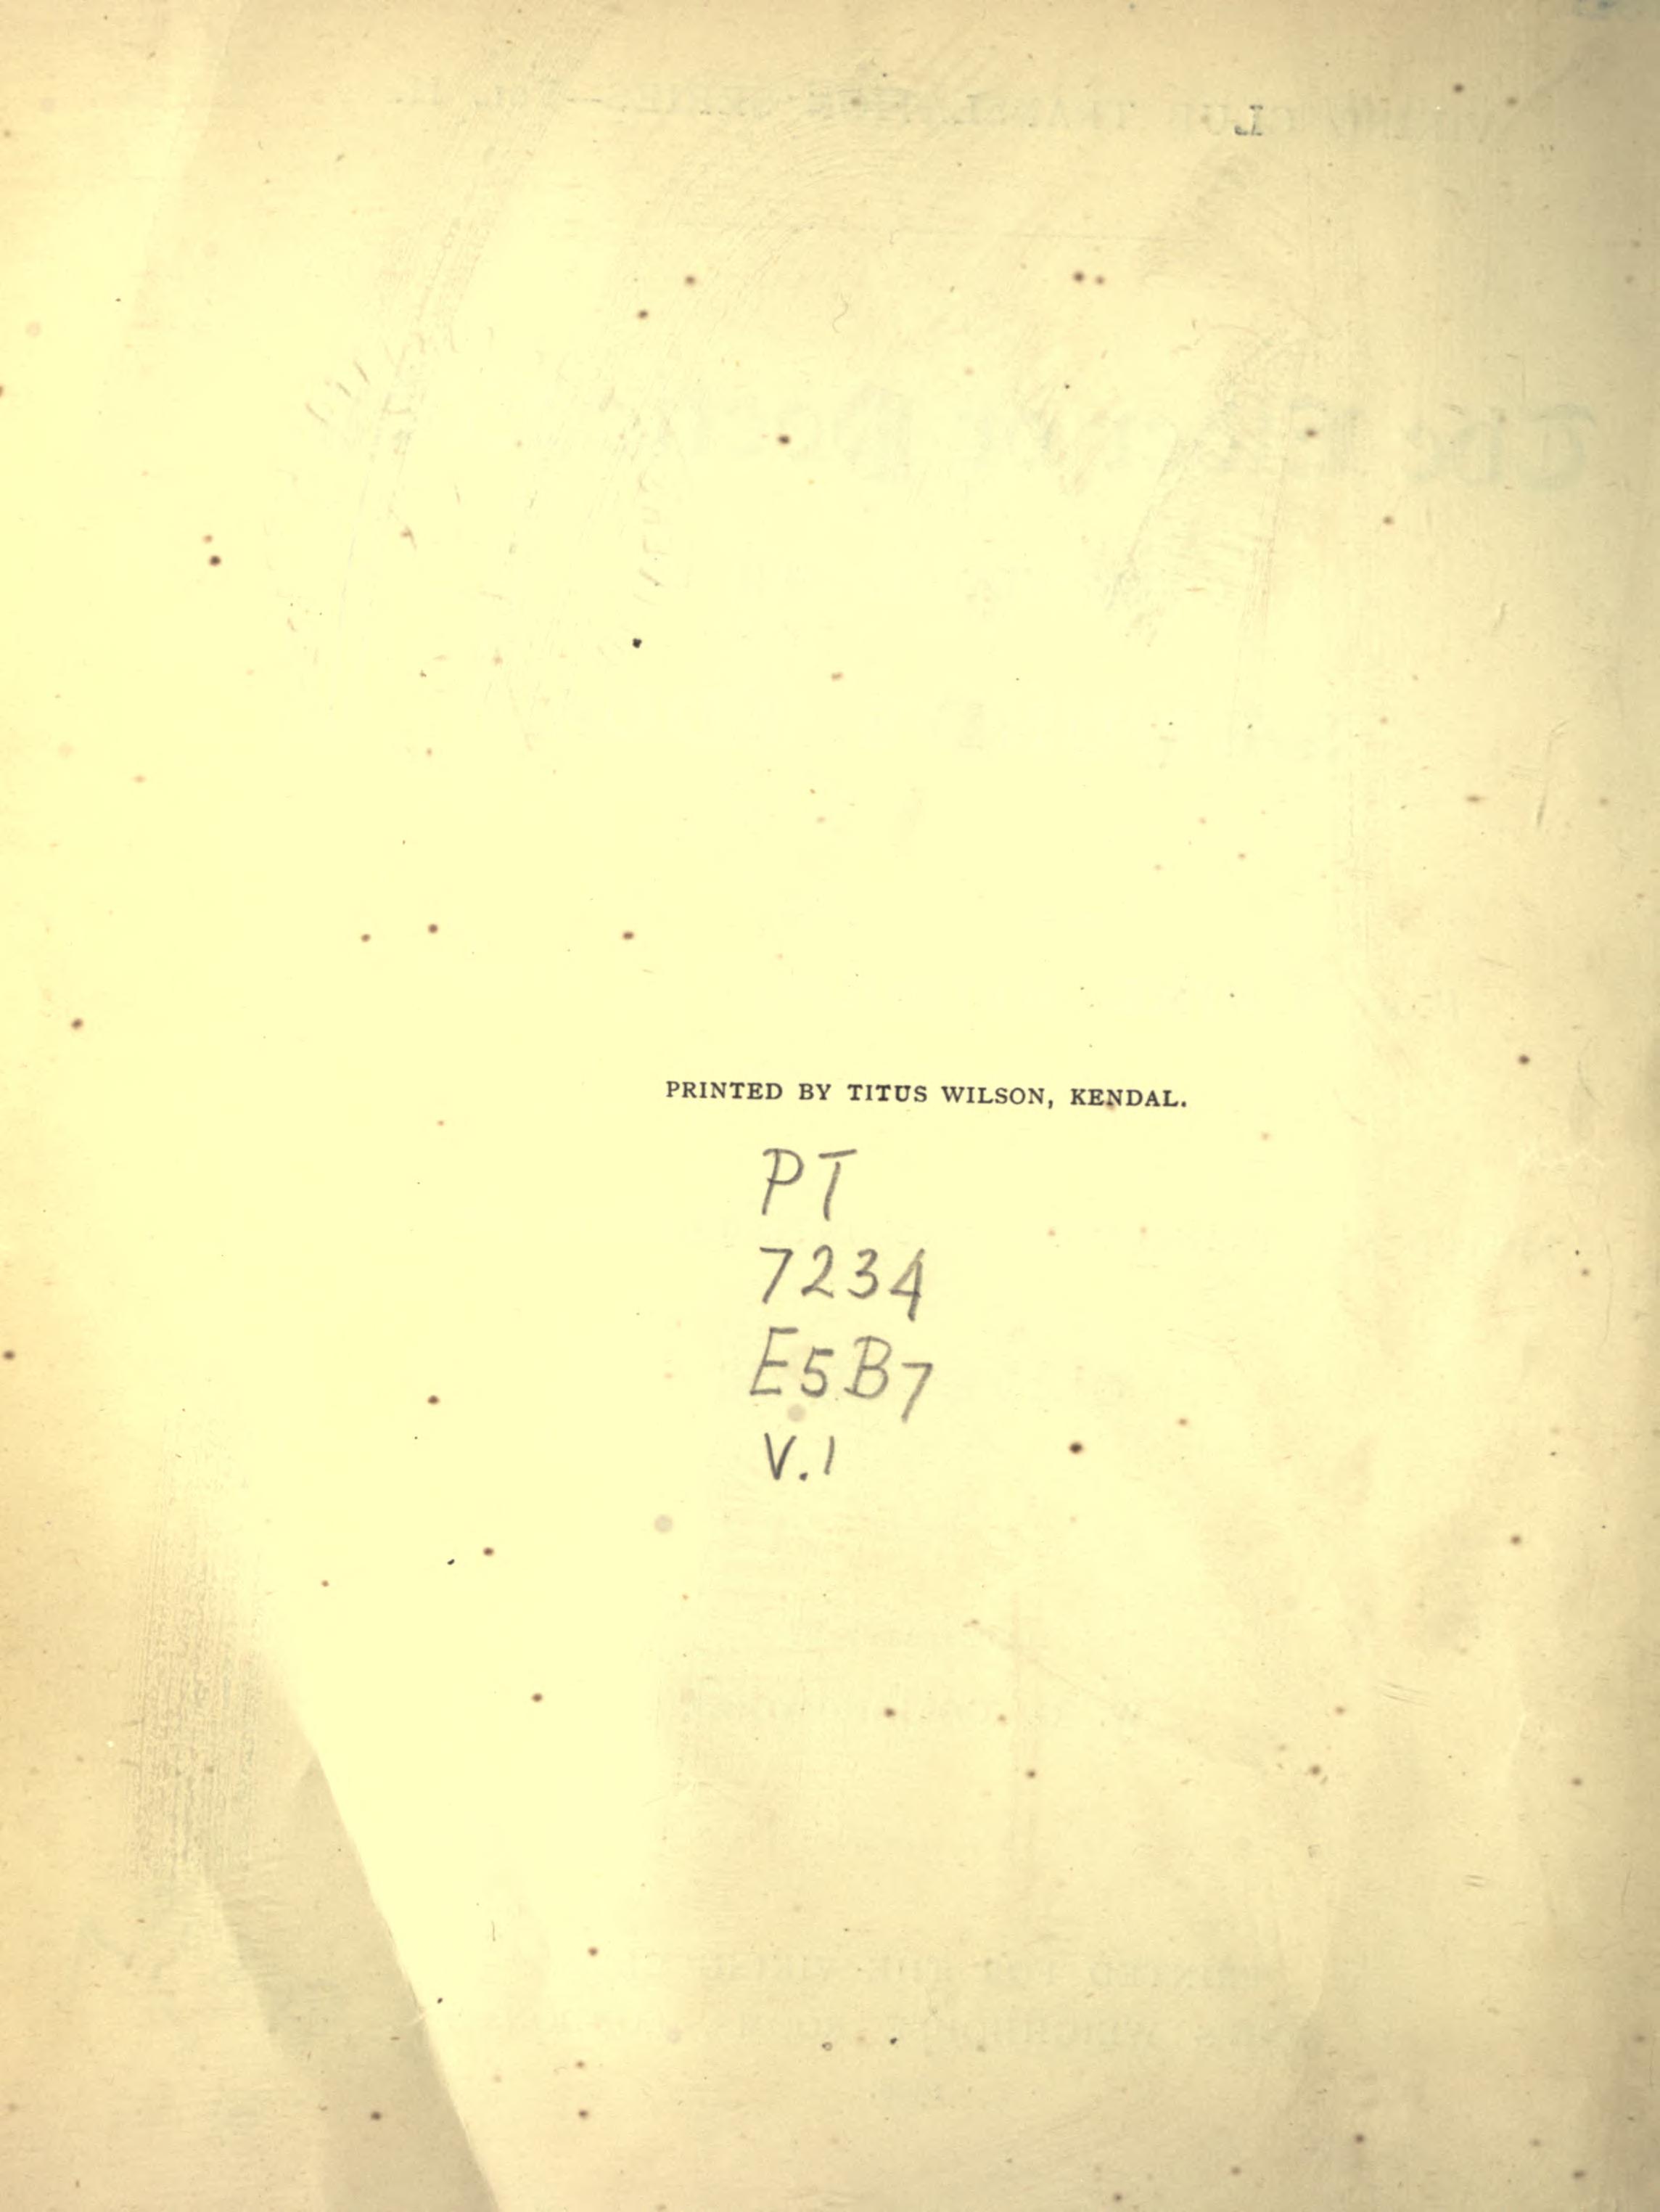 PRINTED BY TITUS WILSON, KENDAL.
PT
7234
E5B7
V.1